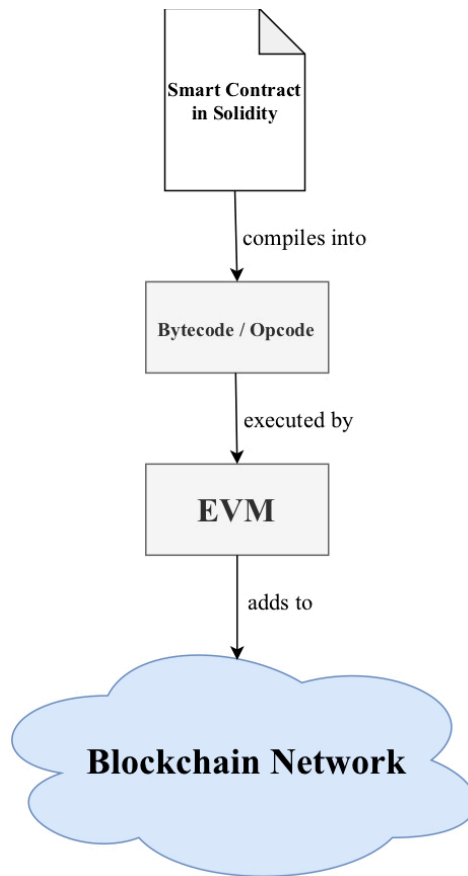 Smart Contract
in Solidity
compiles into
Bytecode / Opcode
executed by
EVM
adds to
Blockchain Network